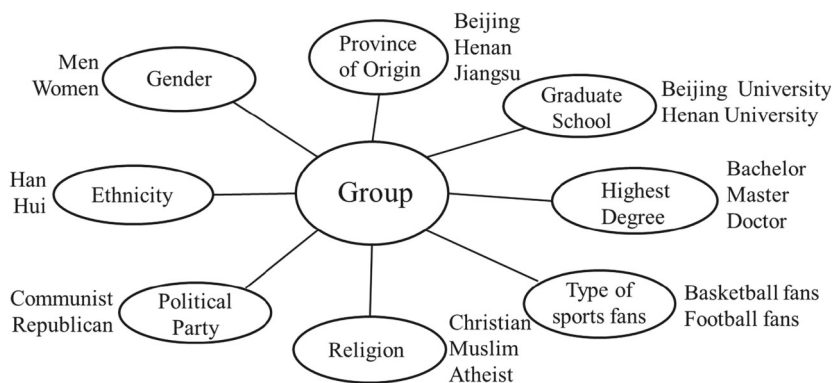 Men
Women
Gender
Province
of Origin
Beijing
Henan
Jiangsu
Graduate
School
Beijing University
Henan University
Han
Hui
Ethnicity
Group
Highest
Degree
Bachelor
Master
Doctor
Communist
Republican
Political
Party
Religion
Christian
Muslim
Atheist
Type of
sports fans
Basketball fans
Football fans